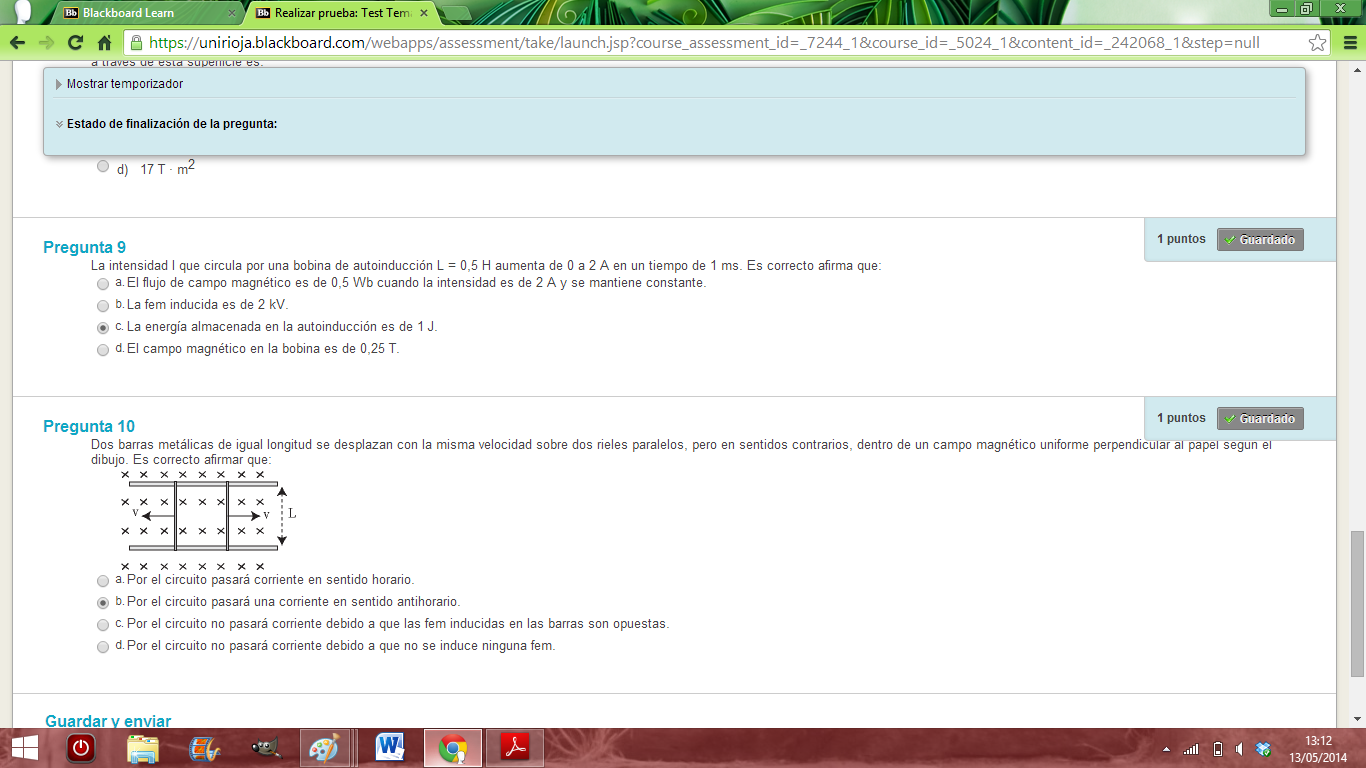 Blackboard Learn
Realizar prueba: Test Tem
https://unirioja.blackboard.com/webapps/assessment/take/launch.jsp?course_assessment_id=_7244_1&course_id=_5024_1&content_id=_242068_1&step=null
a través de esta superficie es:
Mostrar temporizador
Estado de finalización de la pregunta:
d) 17 T · m2
Pregunta 9
1 puntos Guardado
La intensidad I que circula por una bobina de autoinducción L = 0,5 H aumenta de 0 a 2 A en un tiempo de 1 ms. Es correcto afirma que:
a. El flujo de campo magnético es de 0,5 Wb cuando la intensidad es de 2 A y se mantiene constante.
b. La fem inducida es de 2 kV.
c. La energía almacenada en la autoinducción es de 1 J.
d. El campo magnético en la bobina es de 0,25 T.
Pregunta 10
1 puntos Guardado
Dos barras metálicas de igual longitud se desplazan con la misma velocidad sobre dos rieles paralelos, pero en sentidos contrarios, dentro de un campo magnético uniforme perpendicular al papel según el
dibujo. Es correcto afirmar que:
× × × × × × × ×
× × × × × × × ×
v v L
× × × × × × × ×
× × × × × × × ×
a. Por el circuito pasará corriente en sentido horario.
b. Por el circuito pasará una corriente en sentido antihorario.
c. Por el circuito no pasará corriente debido a que las fem inducidas en las barras son opuestas.
d. Por el circuito no pasará corriente debido a que no se induce ninguna fem.
Guardar y enviar
13:12
13/05/2014